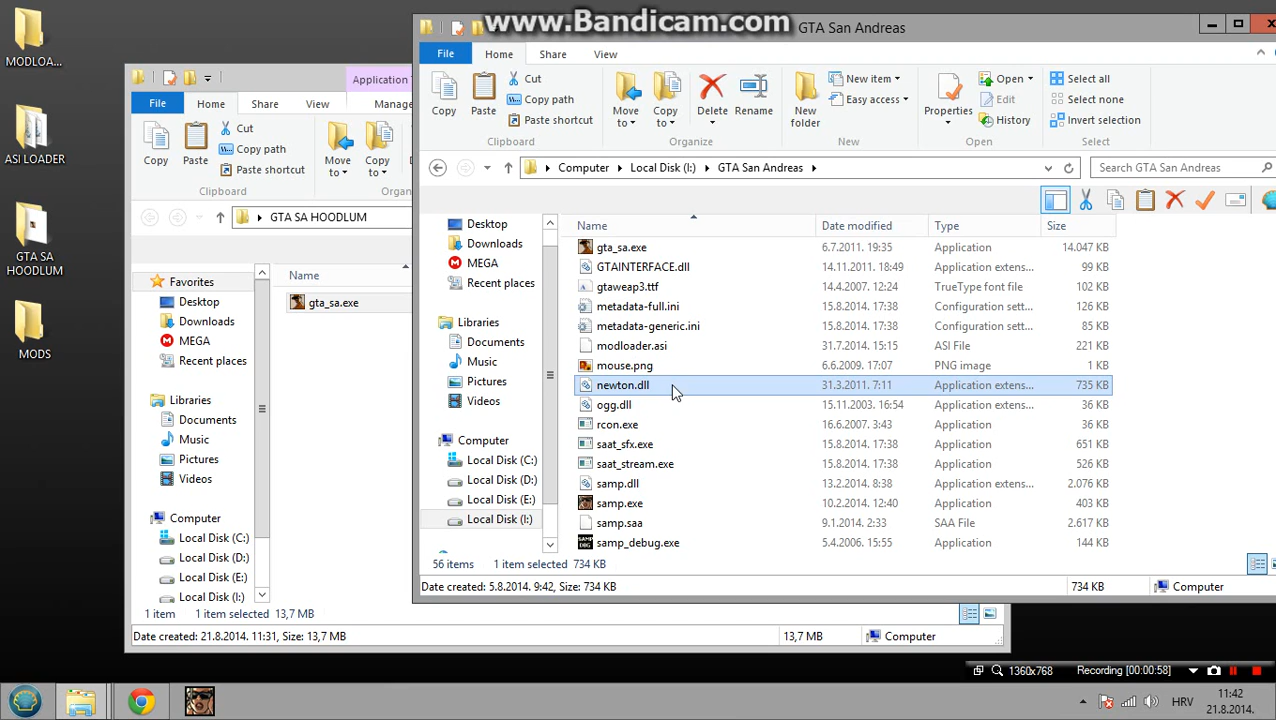 www.Bandicam.com
GTA San Andreas
MODLOA...
ASI LOADER
GTA SA
HOODLUM
MODS
Application T
File
Home
Share
View
Manage
Copy
Paste
Cut
Copy path
Paste shortcut
Move
to
Copy
to
Clipboard
Organ
GTA SA HOODLUM
Name
gta_sa.exe
Favorites
Desktop
Downloads
MEGA
Recent places
Libraries
Documents
Music
Pictures
Videos
Computer
Local Disk (C:)
Local Disk (D:)
Local Disk (E:)
Local Disk (I:)
1 item
1 item selected 13,7 MB
Date created: 21.8.2014. 11:31, Size: 13,7 MB
13,7 MB
Computer
File
Home
Share
View
Copy
Paste
Cut
Copy path
Paste shortcut
Clipboard
Move
to
Copy
to
Delete
Rename
Organize
New
folder
New item
Easy access
New
Properties
Open
Edit
History
Open
Select all
Select none
Invert selection
Select
Computer
Local Disk (I:)
GTA San Andreas
Search GTA San Andreas
Desktop
Downloads
MEGA
Recent places
Libraries
Documents
Music
Pictures
Videos
Computer
Local Disk (C:)
Local Disk (D:)
Local Disk (E:)
Local Disk (I:)
Name Date modified Type Size
gta_sa.exe 6.7.2011. 19:35 Application 14.047 KB
GTAINTERFACE.dll 14.11.2011. 18:49 Application extens... 99 KB
gtaweap3.ttf 14.4.2007. 12:24 TrueType font file 102 KB
metadata-full.ini 15.8.2014. 17:38 Configuration sett... 126 KB
metadata-generic.ini 15.8.2014. 17:38 Configuration sett... 85 KB
modloader.asi 31.7.2014. 15:15 ASI File 221 KB
mouse.png 6.6.2009. 17:07 PNG image 1 KB
newton.dll 31.3.2011. 7:11 Application extens... 735 KB
ogg.dll 15.11.2003. 16:54 Application extens... 36 KB
rcon.exe 16.6.2007. 3:43 Application 36 KB
saat_sfx.exe 15.8.2014. 17:38 Application 651 KB
saat_stream.exe 15.8.2014. 17:38 Application 526 KB
samp.dll 13.2.2014. 8:38 Application extens... 2.076 KB
samp.exe 10.2.2014. 12:40 Application 403 KB
samp.saa 9.1.2014. 2:33 SAA File 2.617 KB
samp_debug.exe 5.4.2006. 15:55 Application 144 KB
56 items
1 item selected 734 KB
Date created: 5.8.2014. 9:42, Size: 734 KB
734 KB
Computer
1360x768
Recording [00:00:58]
HRV
11:42
21.8.2014.